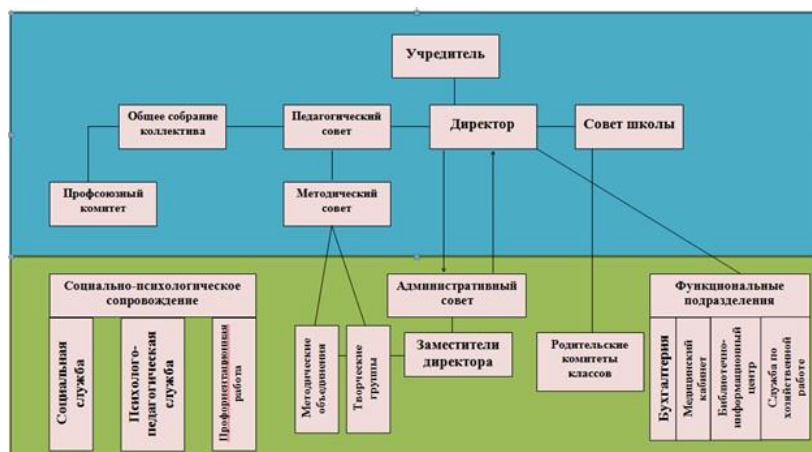 Учредитель
Общее собрание
коллектива
Педагогический
совет
Директор
Совет школы
Профсоюзный
комитет
Методический
совет
Социально-психологическое
сопровождение
Административный
совет
Функциональные
подразделения
Социальная
служба
Психолого-
педагогическая
служба
Профориентационная
работа
Методические
объединения
Творческие
группы
Заместители
директора
Родительские
комитеты
классов
Бухгалтерия
Медицинский
кабинет
Библиотечно-
информационный
центр
Служба по
хозяйственной
работе